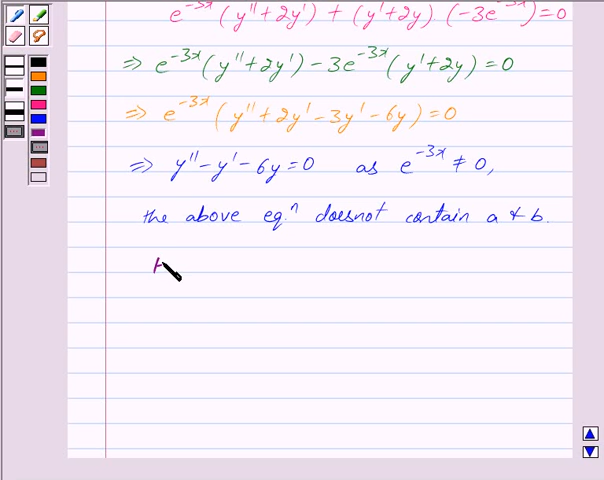 e^{-3x}(y''+2y') + (y'+2y).(-3e^{-3x})=0
⇒ e^{-3x}(y''+2y') - 3e^{-3x}(y'+2y)=0
⇒ e^{-3x}(y''+2y'-3y'-6y)=0
⇒ y''-y'-6y=0 as e^{-3x}≠0,
the above eq.ⁿ doesnot contain a & b.